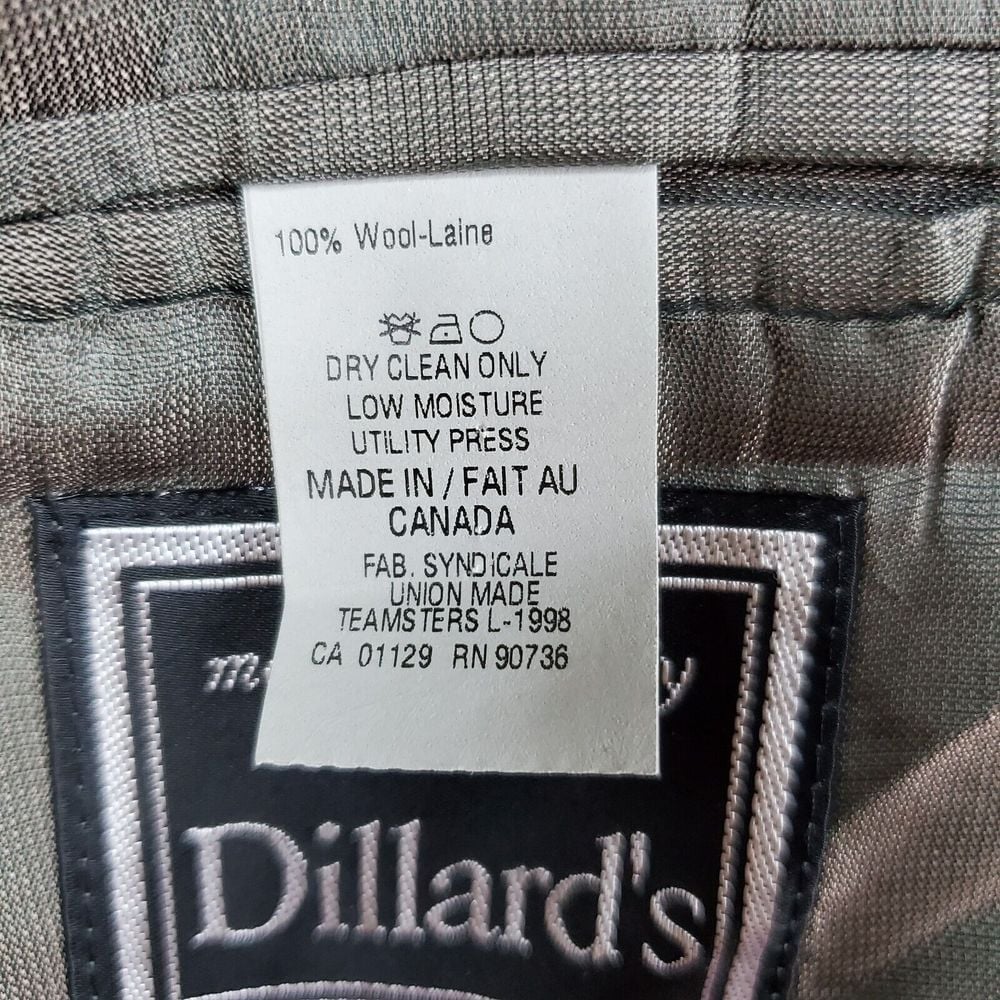 100% Wool-Laine
DRY CLEAN ONLY
LOW MOISTURE
UTILITY PRESS
MADE IN / FAIT AU
CANADA
FAB. SYNDICALE
UNION MADE
TEAMSTERS L-1998
CA 01129 RN 90736
Dillard's